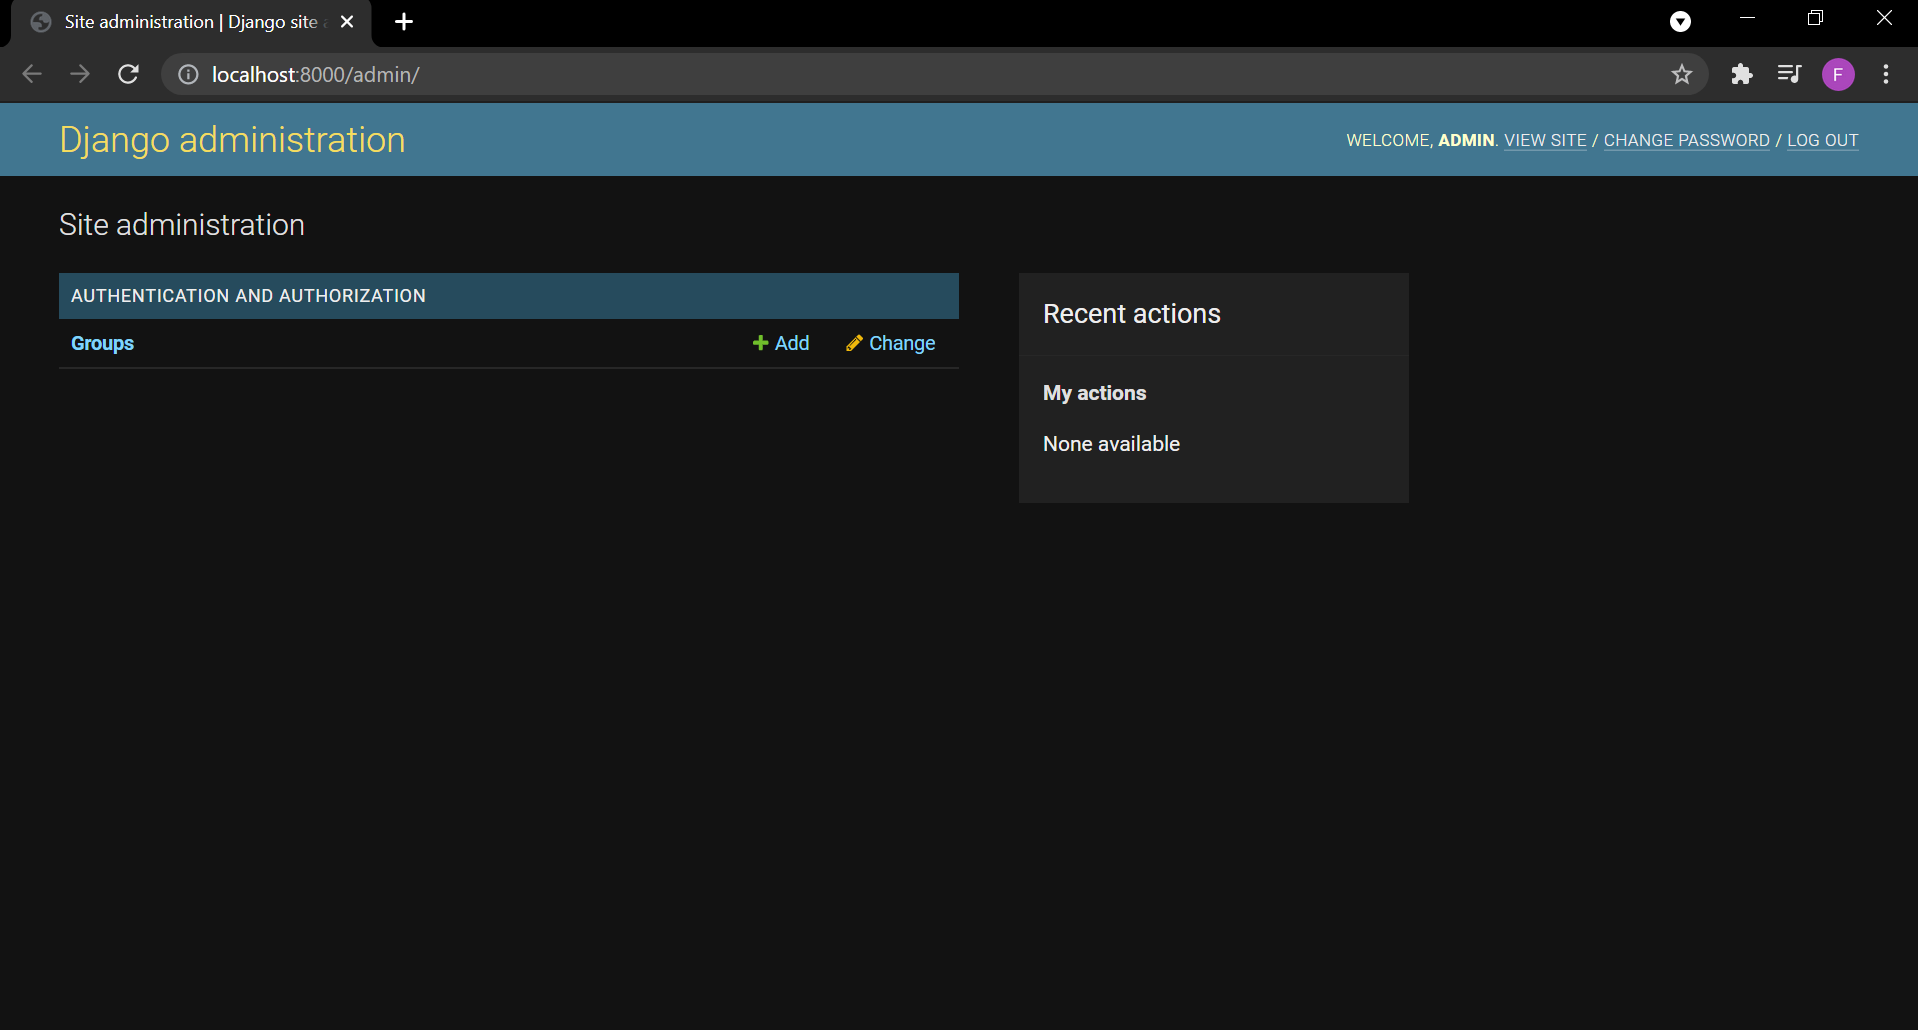 Site administration | Django site
localhost:8000/admin/
F
Django administration
WELCOME, ADMIN. VIEW SITE / CHANGE PASSWORD / LOG OUT
Site administration
AUTHENTICATION AND AUTHORIZATION
Groups
Add
Change
Recent actions
My actions
None available